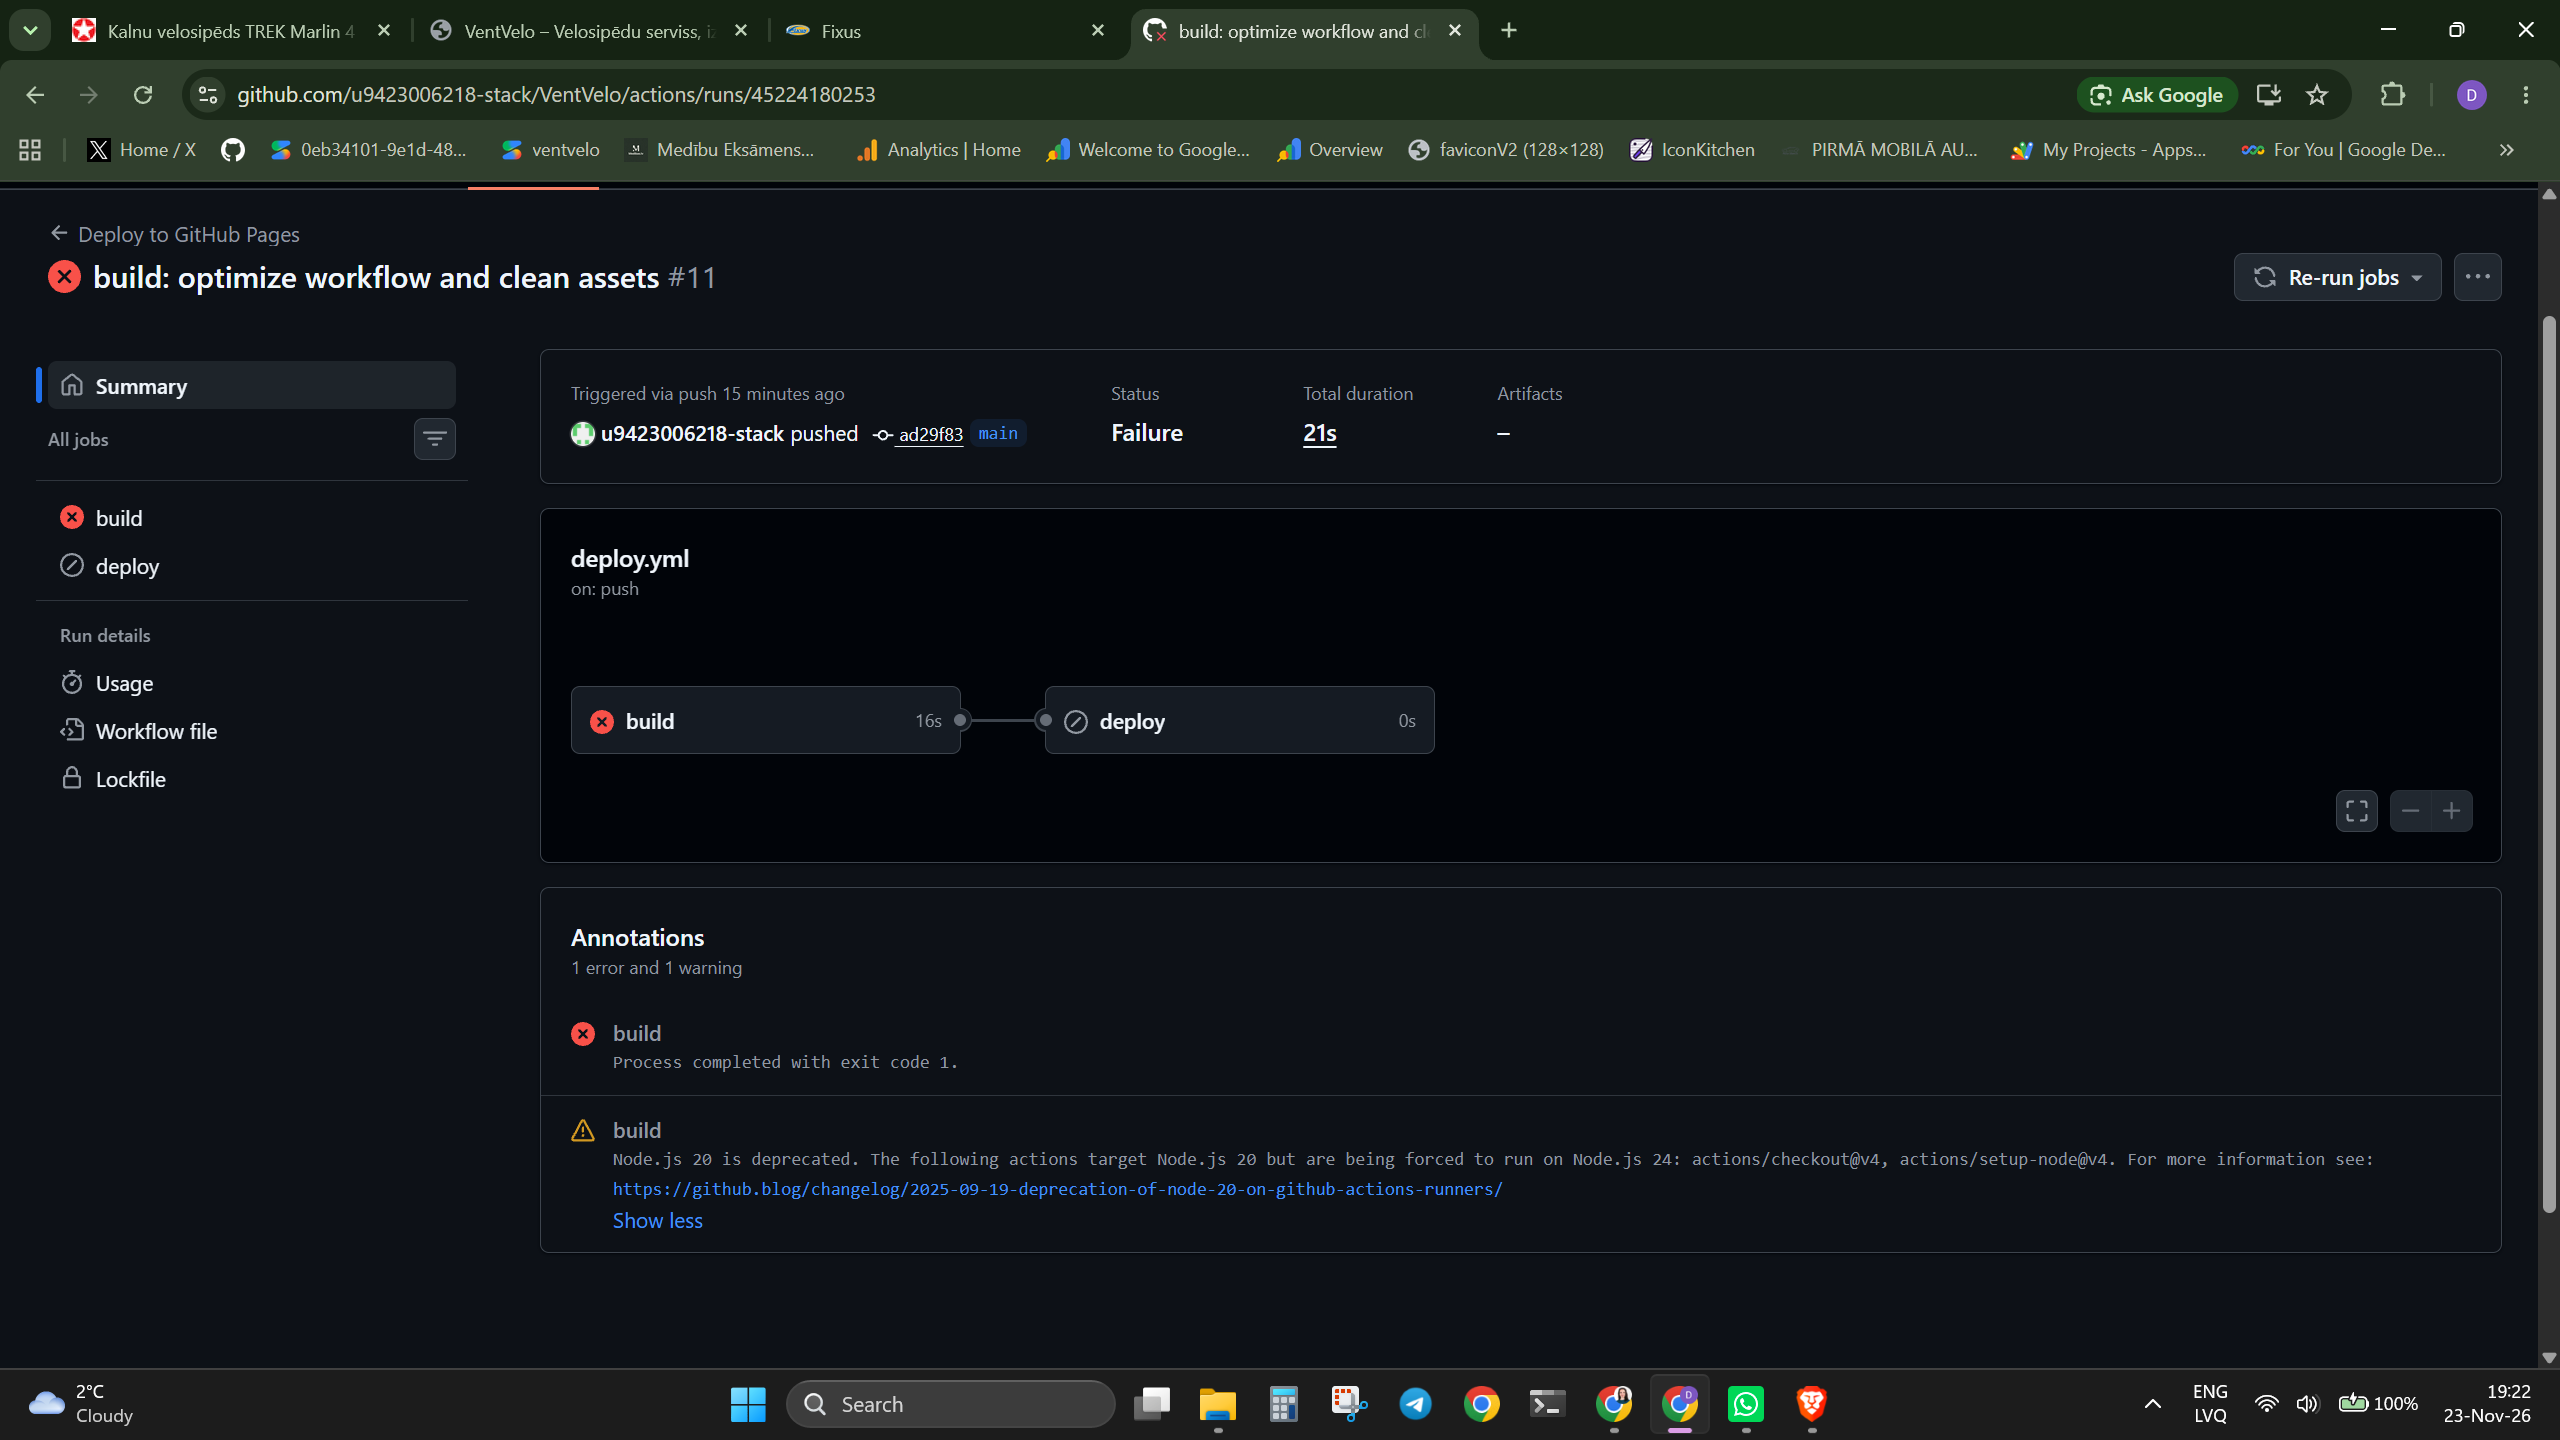 Kalnu velosipēds TREK Marlin 4
VentVelo – Velosipēdu serviss, iz
Fixus
build: optimize workflow and cl
github.com/u9423006218-stack/VentVelo/actions/runs/45224180253
Ask Google
D
Home / X
0eb34101-9e1d-48...
ventvelo
Medību Eksāmens...
Analytics | Home
Welcome to Google...
Overview
faviconV2 (128×128)
IconKitchen
PIRMĀ MOBILĀ AU...
My Projects - Apps...
For You | Google De...
Deploy to GitHub Pages
build: optimize workflow and clean assets #11
Re-run jobs
Summary
All jobs
build
deploy
Run details
Usage
Workflow file
Lockfile
Triggered via push 15 minutes ago
u9423006218-stack pushed ad29f83 main
Status
Failure
Total duration
21s
Artifacts
–
deploy.yml
on: push
build 16s
deploy 0s
Annotations
1 error and 1 warning
build
Process completed with exit code 1.
build
Node.js 20 is deprecated. The following actions target Node.js 20 but are being forced to run on Node.js 24: actions/checkout@v4, actions/setup-node@v4. For more information see:
https://github.blog/changelog/2025-09-19-deprecation-of-node-20-on-github-actions-runners/
Show less
2°C
Cloudy
Search
D
ENG
LVQ
100%
19:22
23-Nov-26